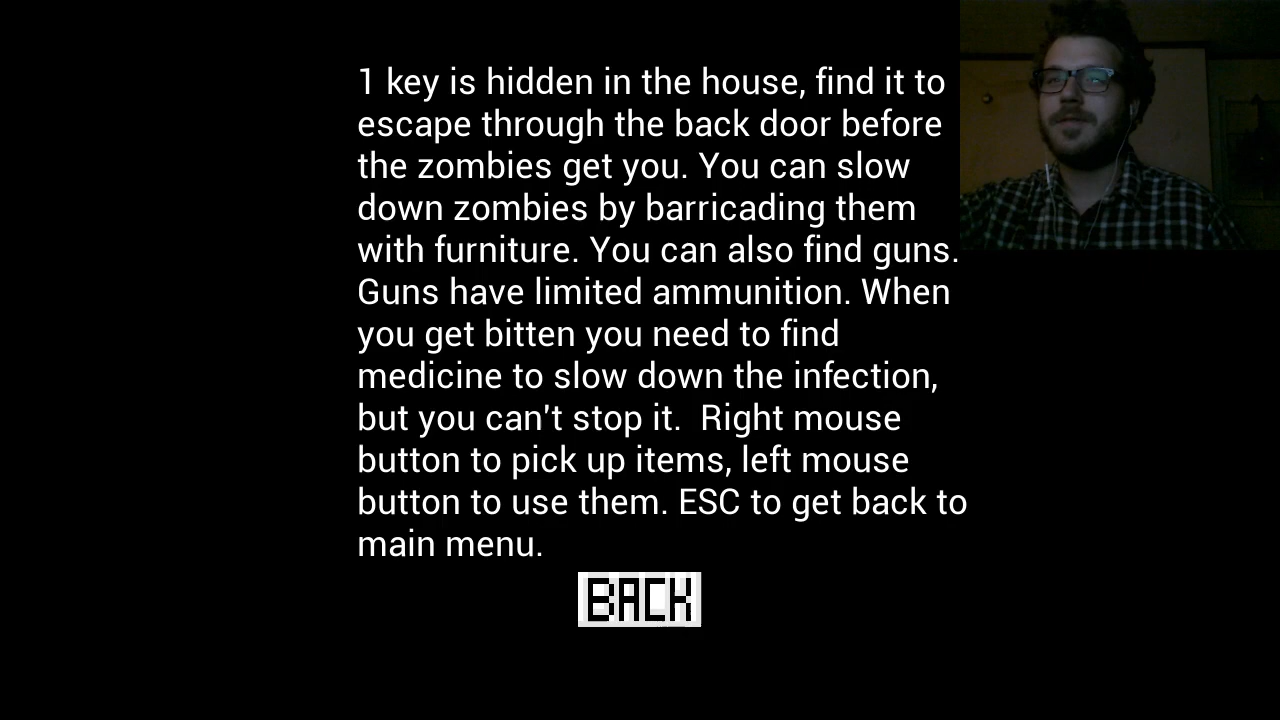 1 key is hidden in the house, find it to
escape through the back door before
the zombies get you. You can slow
down zombies by barricading them
with furniture. You can also find guns.
Guns have limited ammunition. When
you get bitten you need to find
medicine to slow down the infection,
but you can't stop it.  Right mouse
button to pick up items, left mouse
button to use them. ESC to get back to
main menu.
BACK